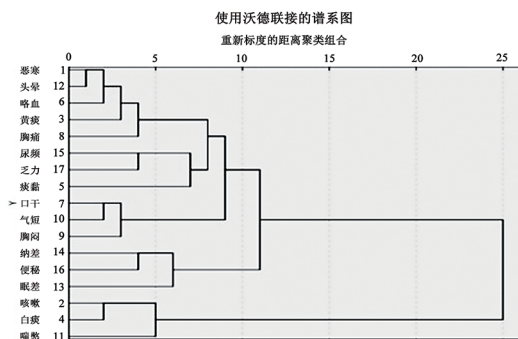 使用沃德联接的谱系图
重新标度的距离聚类组合
0 5 10 15 20 25
恶寒 1
头晕 12
咯血 6
黄痰 3
胸痛 8
尿频 15
乏力 17
痰黏 5
口干 7
气短 10
胸闷 9
纳差 14
便秘 16
眠差 13
咳嗽 2
白痰 4
喘憋 11